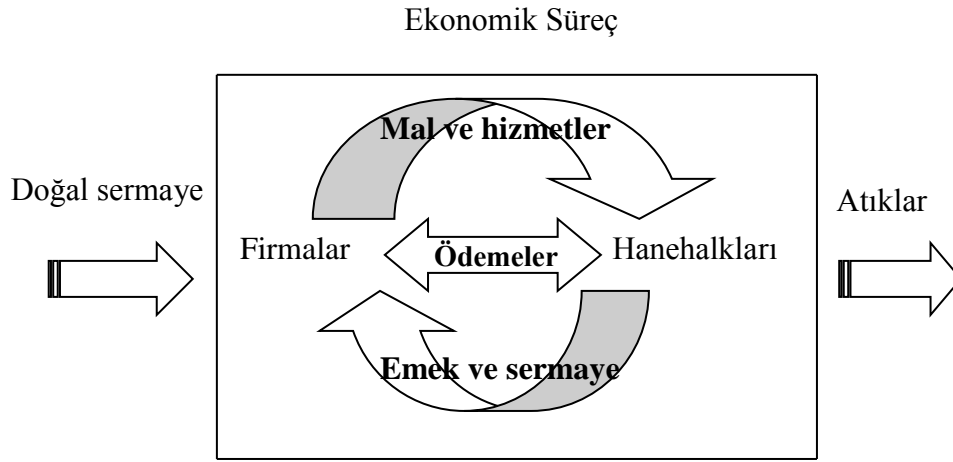 Ekonomik Süreç
Mal ve hizmetler
Doğal sermaye
Atıklar
Firmalar
Ödemeler
Hanehalkları
Emek ve sermaye